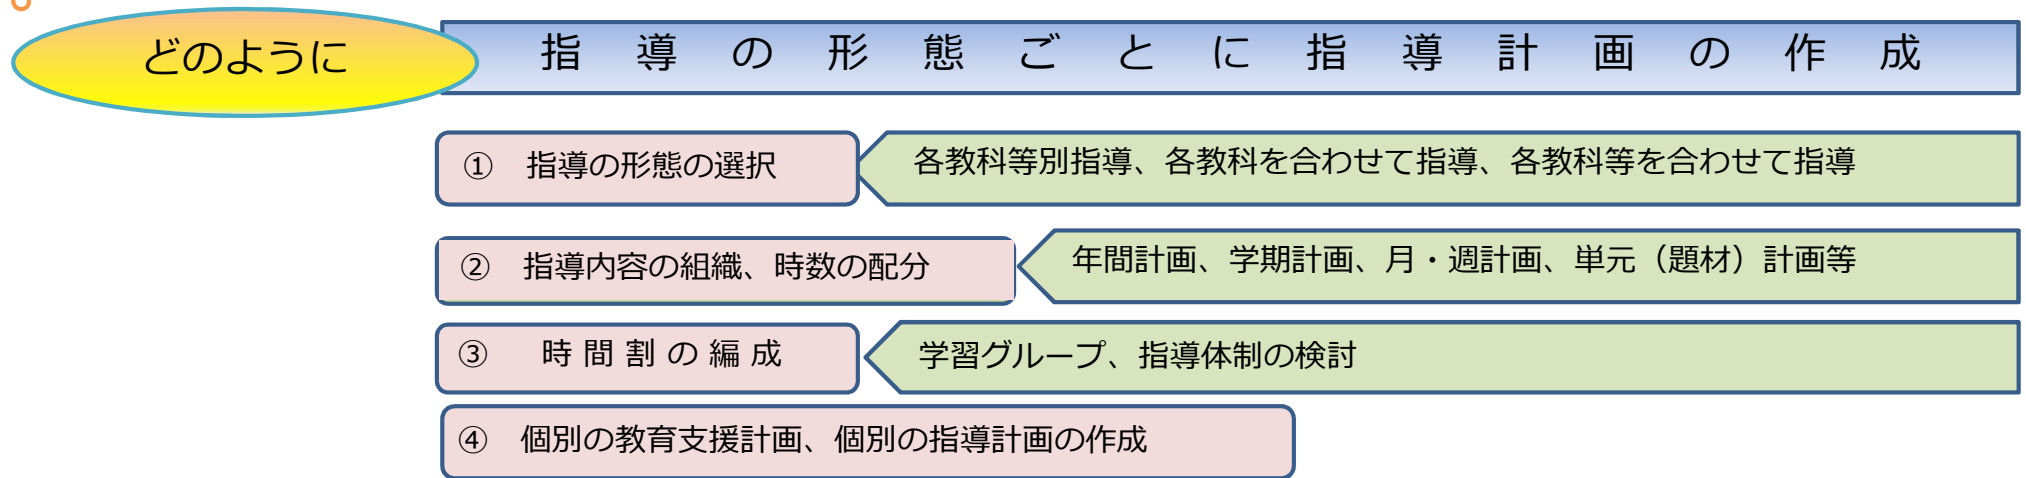 どのように
指導の形態ごとに指導計画の作成
① 指導の形態の選択
各教科等別指導、各教科を合わせて指導、各教科等を合わせて指導
② 指導内容の組織、時数の配分
年間計画、学期計画、月・週計画、単元（題材）計画等
③ 時間割の編成
学習グループ、指導体制の検討
④ 個別の教育支援計画、個別の指導計画の作成